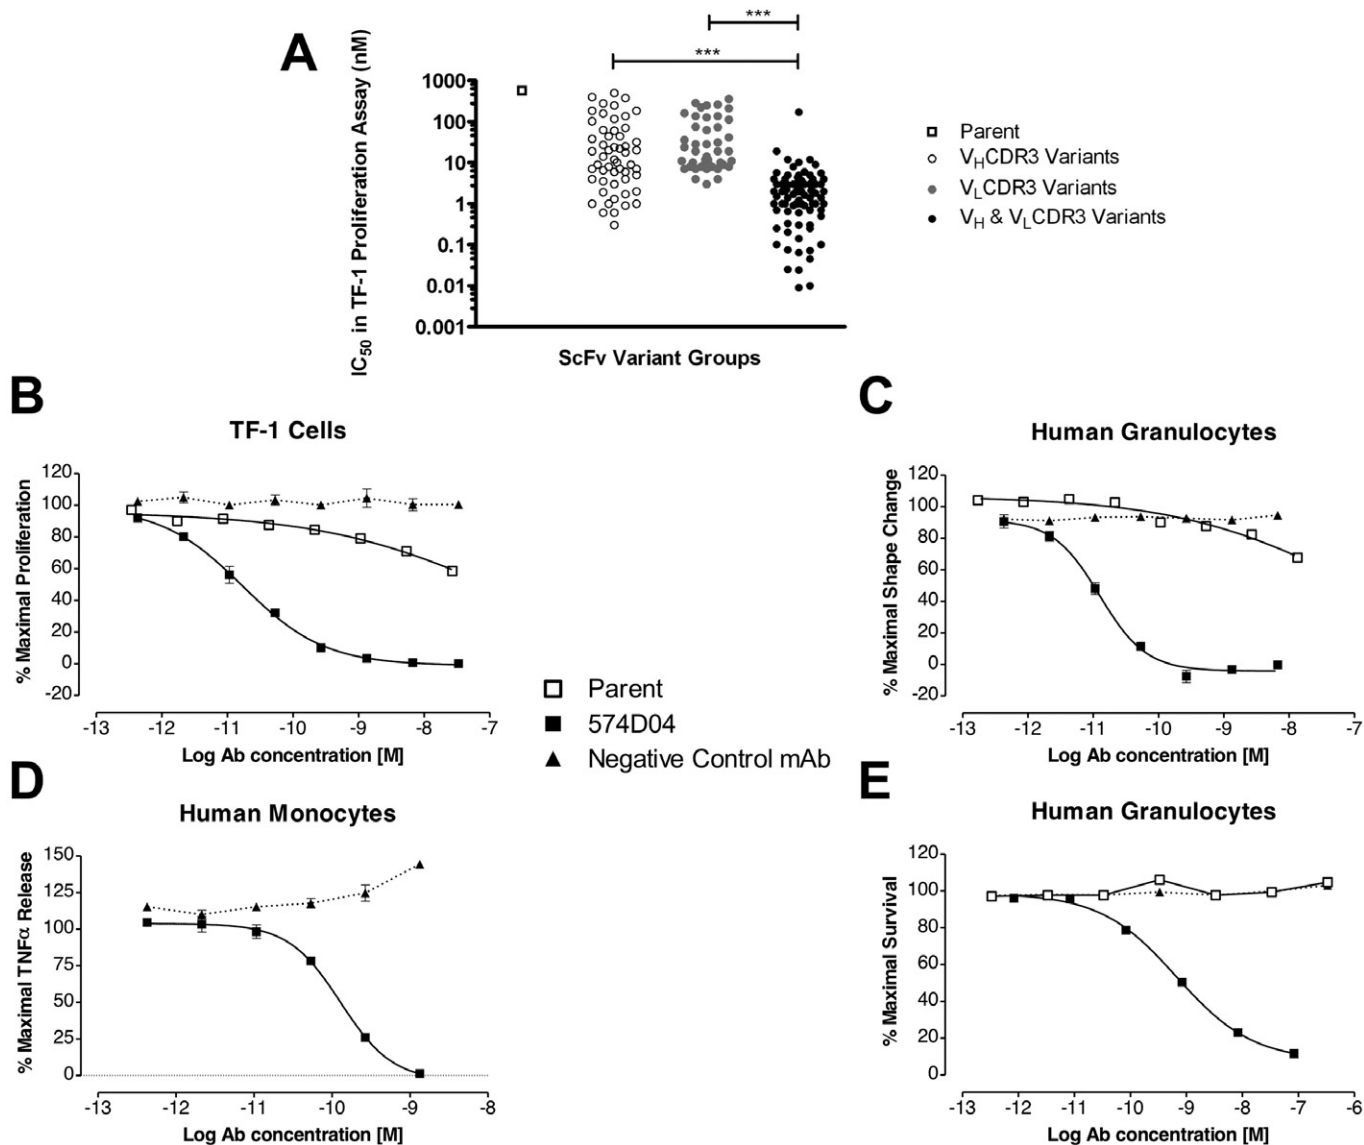 A
IC50 in TF-1 Proliferation Assay (nM)
***
***
1000
100
10
1
0.1
0.01
0.001
ScFv Variant Groups
Parent
VHCDR3 Variants
VLCDR3 Variants
VH & VLCDR3 Variants
B
TF-1 Cells
% Maximal Proliferation
120
100
80
60
40
20
0
-20
-13 -12 -11 -10 -9 -8 -7
Log Ab concentration [M]
C
Human Granulocytes
% Maximal Shape Change
120
100
80
60
40
20
0
-20
-13 -12 -11 -10 -9 -8 -7
Log Ab concentration [M]
Parent
574D04
Negative Control mAb
D
Human Monocytes
% Maximal TNFα Release
150
125
100
75
50
25
0
-13 -12 -11 -10 -9 -8
Log Ab concentration [M]
E
Human Granulocytes
% Maximal Survival
120
100
80
60
40
20
0
-13 -12 -11 -10 -9 -8 -7 -6
Log Ab concentration [M]